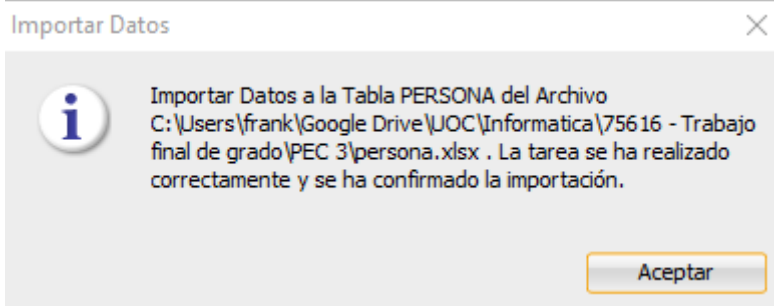 Importar Datos
Importar Datos a la Tabla PERSONA del Archivo
C:\Users\frank\Google Drive\UOC\Informatica\75616 - Trabajo
final de grado\PEC 3\persona.xlsx . La tarea se ha realizado
correctamente y se ha confirmado la importación.
Aceptar